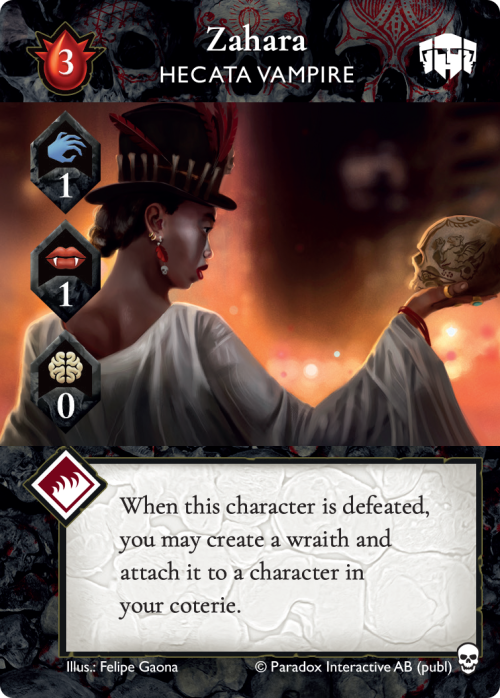 3
Zahara
HECATA VAMPIRE
1
1
0
When this character is defeated,
you may create a wraith and
attach it to a character in
your coterie.
Illus.: Felipe Gaona
© Paradox Interactive AB (publ)